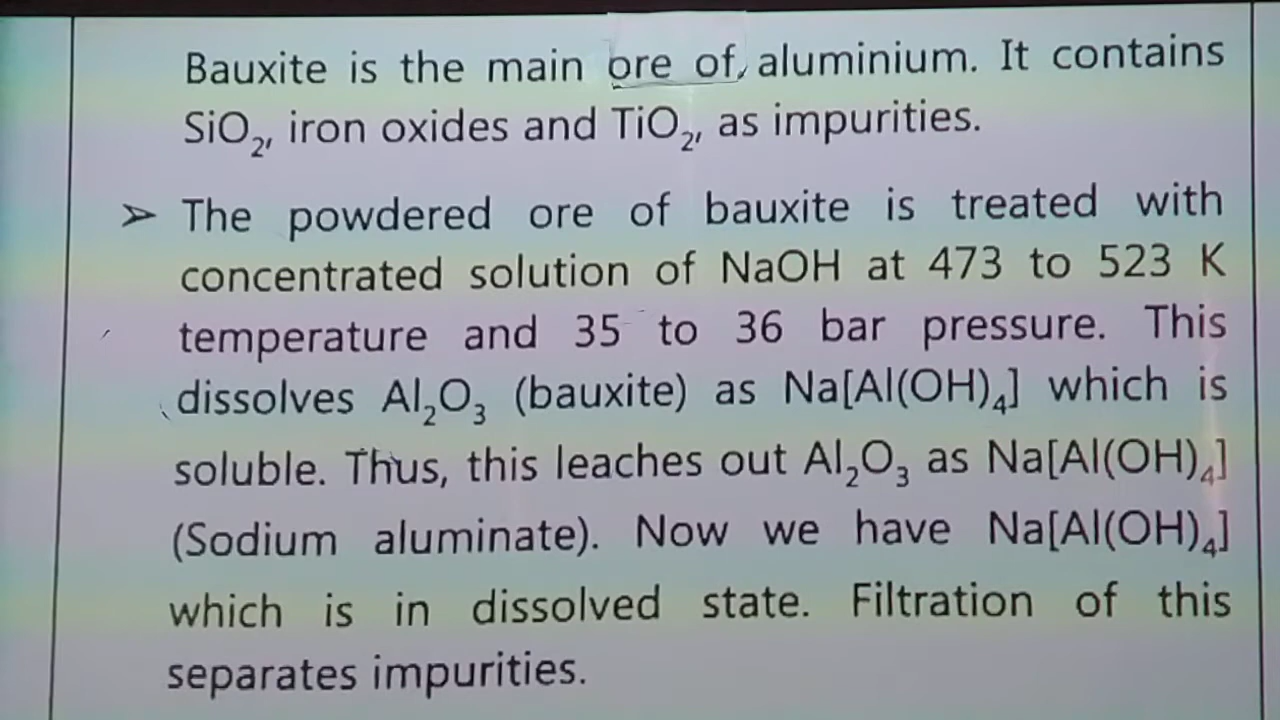 Bauxite is the main ore of, aluminium. It contains
SiO₂, iron oxides and TiO₂, as impurities.
➢ The powdered ore of bauxite is treated with
concentrated solution of NaOH at 473 to 523 K
temperature and 35 to 36 bar pressure. This
dissolves Al₂O₃ (bauxite) as Na[Al(OH)₄] which is
soluble. Thus, this leaches out Al₂O₃ as Na[Al(OH)₄]
(Sodium aluminate). Now we have Na[Al(OH)₄]
which is in dissolved state. Filtration of this
separates impurities.